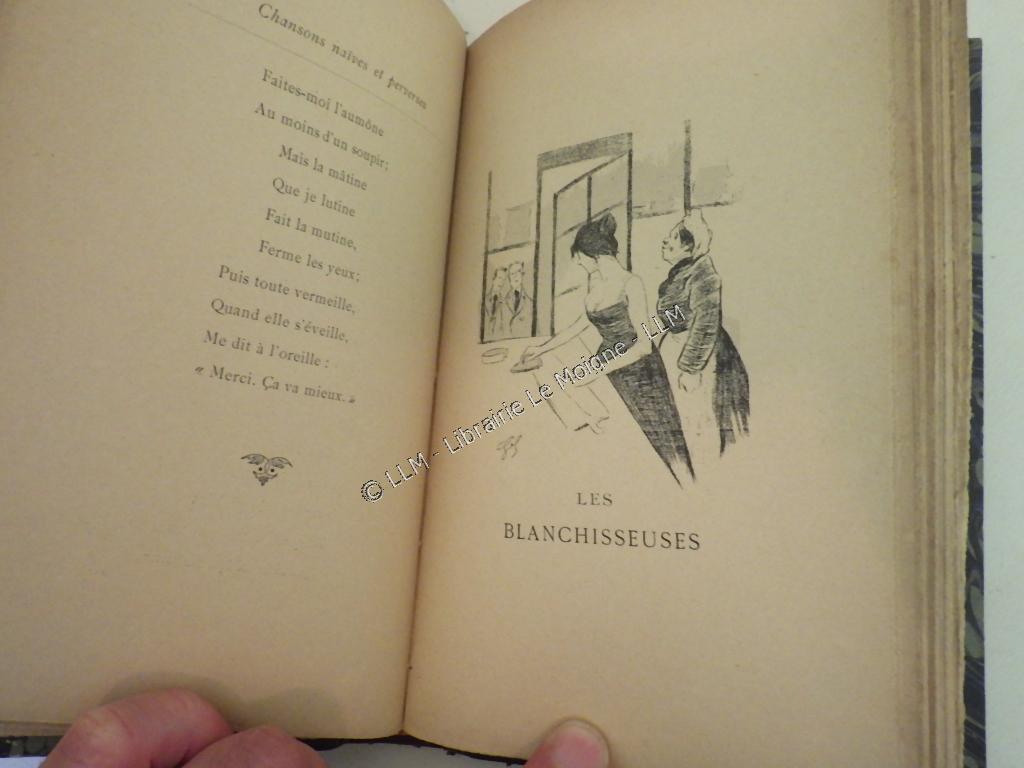 Chansons naïves et perverses
Faites-moi l'aumône
Au moins d'un soupir;
Mais la mâtine
Que je lutine
Fait la mutine,
Ferme les yeux;
Puis toute vermeille,
Quand elle s'éveille,
Me dit à l'oreille :
« Merci. Ça va mieux. »
LES
BLANCHISSEUSES
© LLM - Librairie Le Moigne - LLM